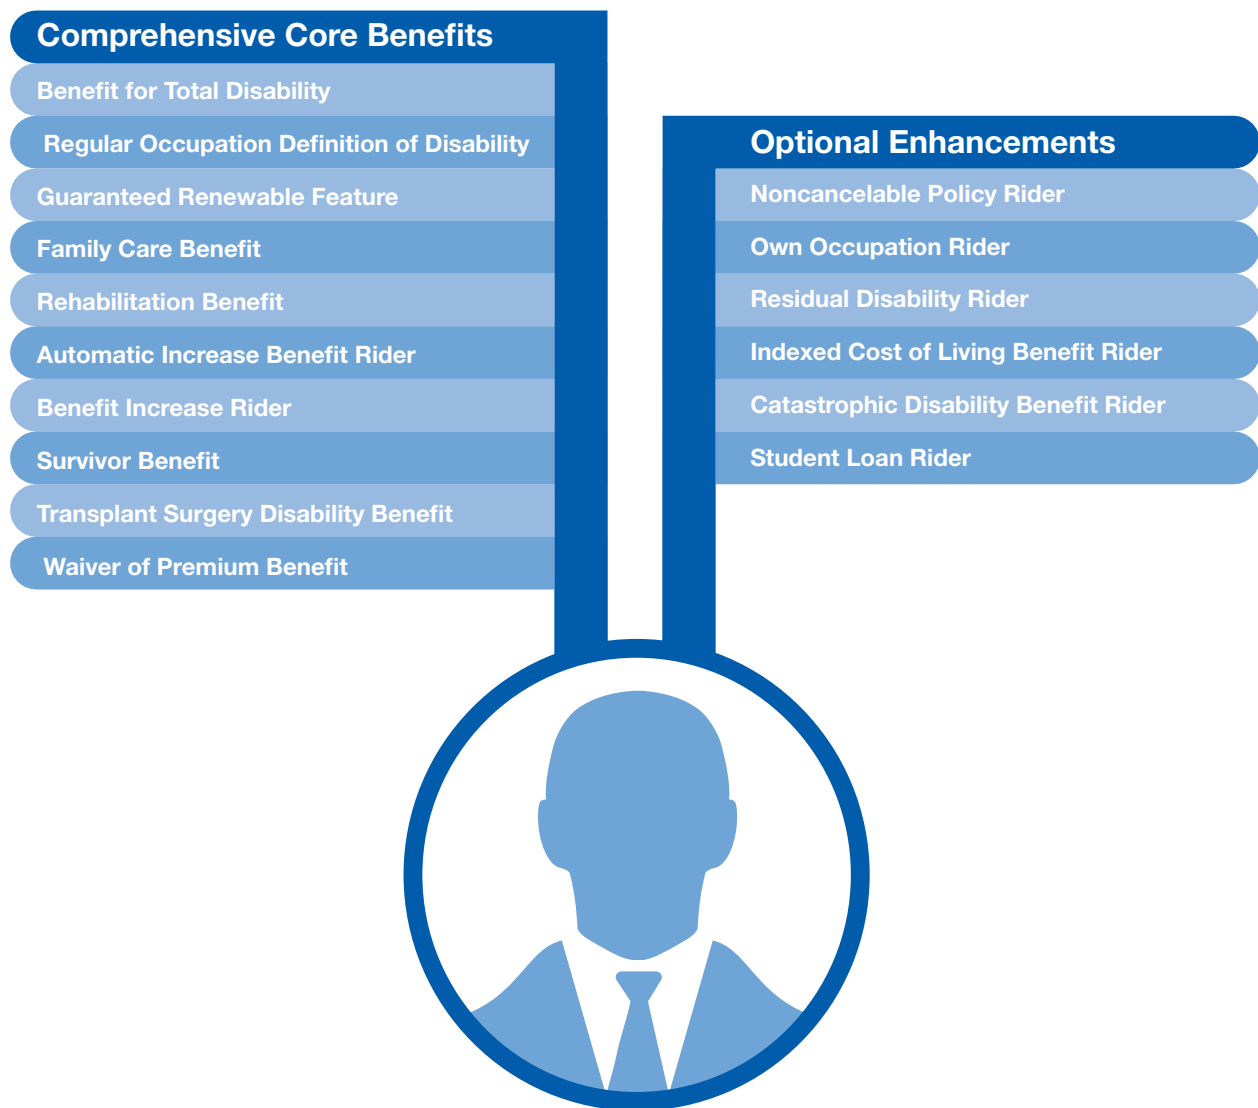 Comprehensive Core Benefits
Benefit for Total Disability
Regular Occupation Definition of Disability
Guaranteed Renewable Feature
Family Care Benefit
Rehabilitation Benefit
Automatic Increase Benefit Rider
Benefit Increase Rider
Survivor Benefit
Transplant Surgery Disability Benefit
Waiver of Premium Benefit
Optional Enhancements
Noncancelable Policy Rider
Own Occupation Rider
Residual Disability Rider
Indexed Cost of Living Benefit Rider
Catastrophic Disability Benefit Rider
Student Loan Rider